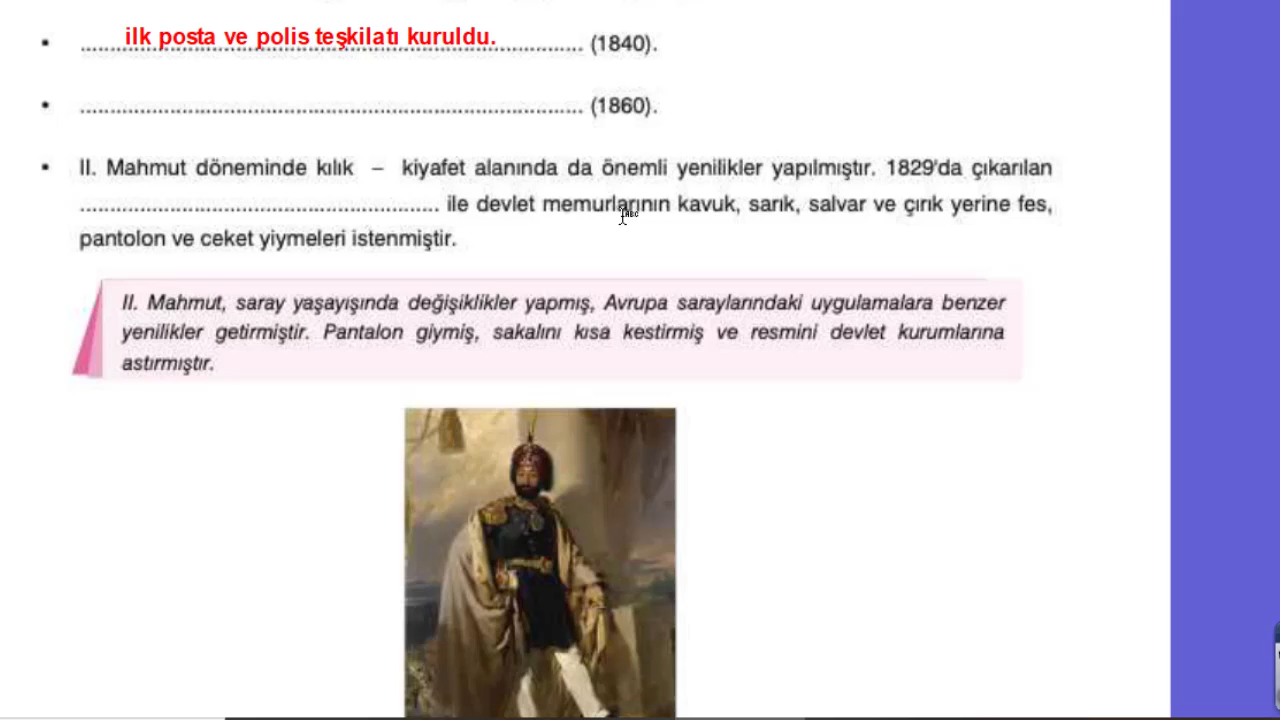 ilk posta ve polis teşkilatı kuruldu.
▪ .................................................................................... (1840).
▪ .................................................................................... (1860).
▪ II. Mahmut döneminde kılık – kiyafet alanında da önemli yenilikler yapılmıştır. 1829'da çıkarılan
............................................................ ile devlet memurlarının kavuk, sarık, salvar ve çırık yerine fes,
pantolon ve ceket yiymeleri istenmiştir.
II. Mahmut, saray yaşayışında değişiklikler yapmış, Avrupa saraylarındaki uygulamalara benzer
yenilikler getirmiştir. Pantalon giymiş, sakalını kısa kestirmiş ve resmini devlet kurumlarına
astırmıştır.